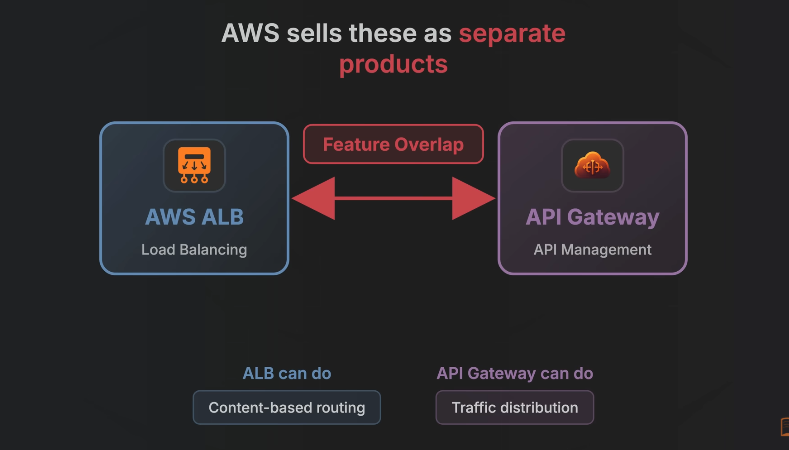 AWS sells these as separate
products
Feature Overlap
AWS ALB
Load Balancing
API Gateway
API Management
ALB can do
Content-based routing
API Gateway can do
Traffic distribution